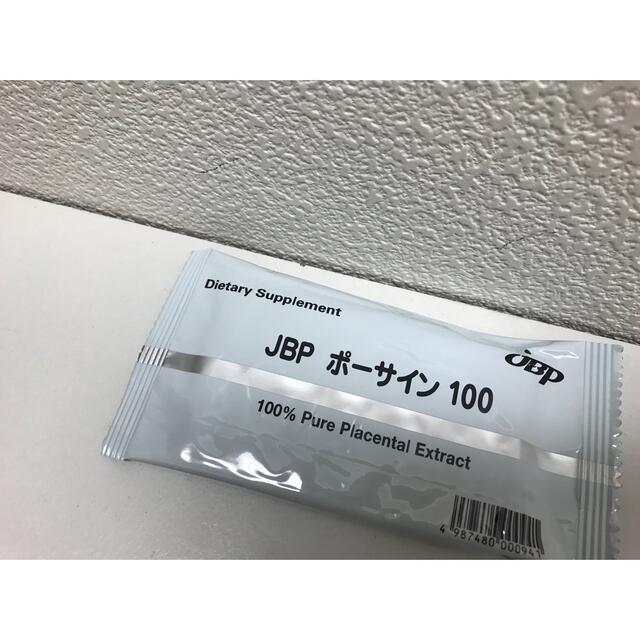 Dietary Supplement
JBP
JBP ポーサイン 100
100% Pure Placental Extract
4 987480 000941